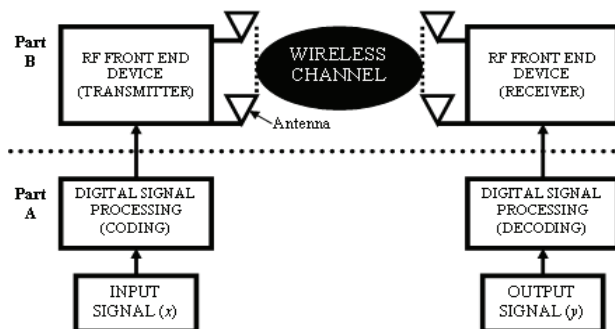 Part
B
RF FRONT END
DEVICE
(TRANSMITTER)
WIRELESS
CHANNEL
RF FRONT END
DEVICE
(RECEIVER)
Antenna
Part
A
DIGITAL SIGNAL
PROCESSING
(CODING)
DIGITAL SIGNAL
PROCESSING
(DECODING)
INPUT
SIGNAL (x)
OUTPUT
SIGNAL (y)